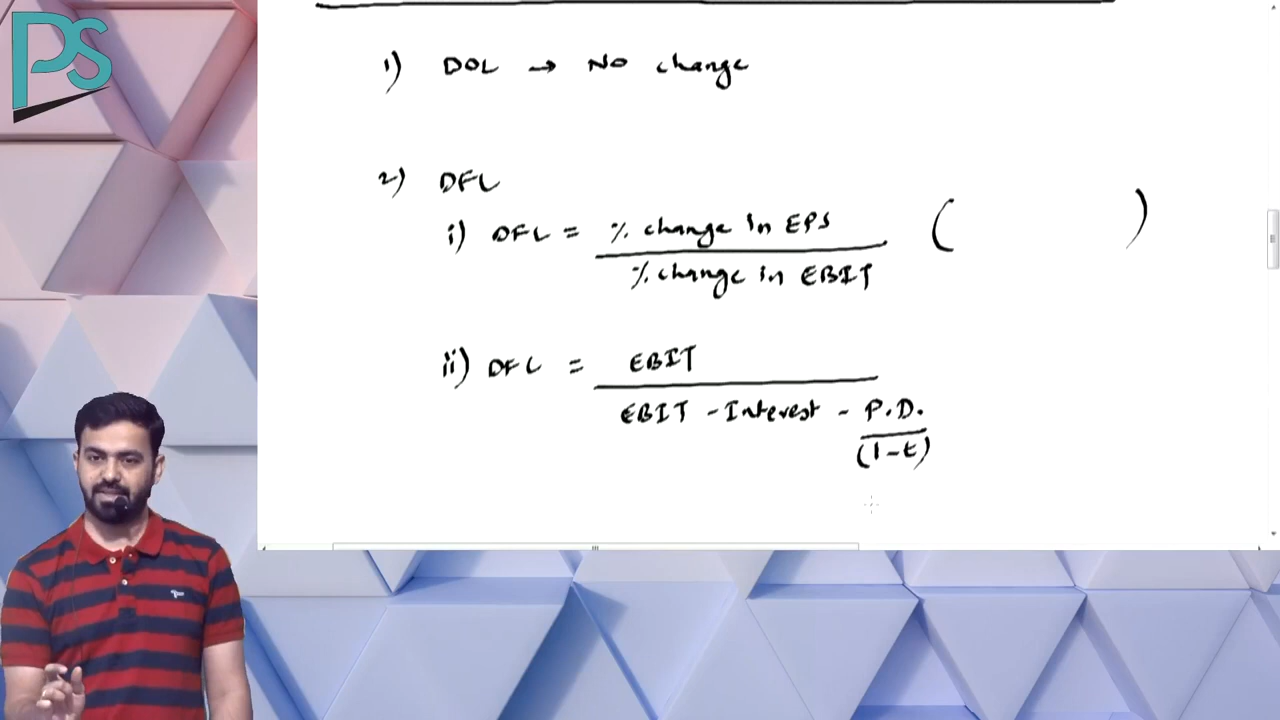 PS
1) DOL → No change
2) DFL
i) DFL = % change in EPS ( )
% change in EBIT
ii) DFL = EBIT
EBIT - Interest - P.D.
(1-t)